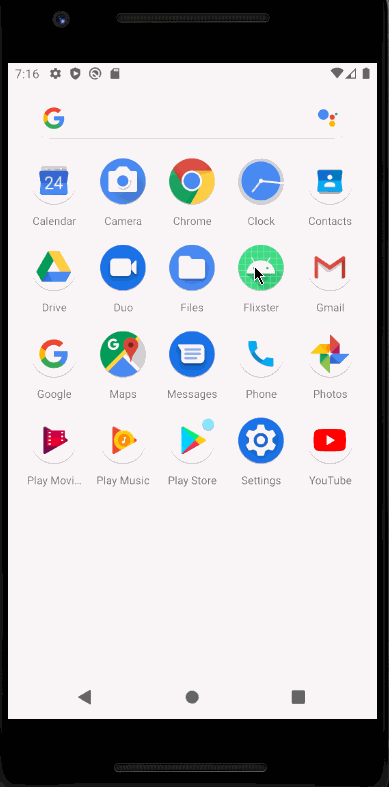 7:16
24
Calendar Camera Chrome Clock Contacts
Drive Duo Files Flixster Gmail
Google Maps Messages Phone Photos
Play Movi... Play Music Play Store Settings YouTube